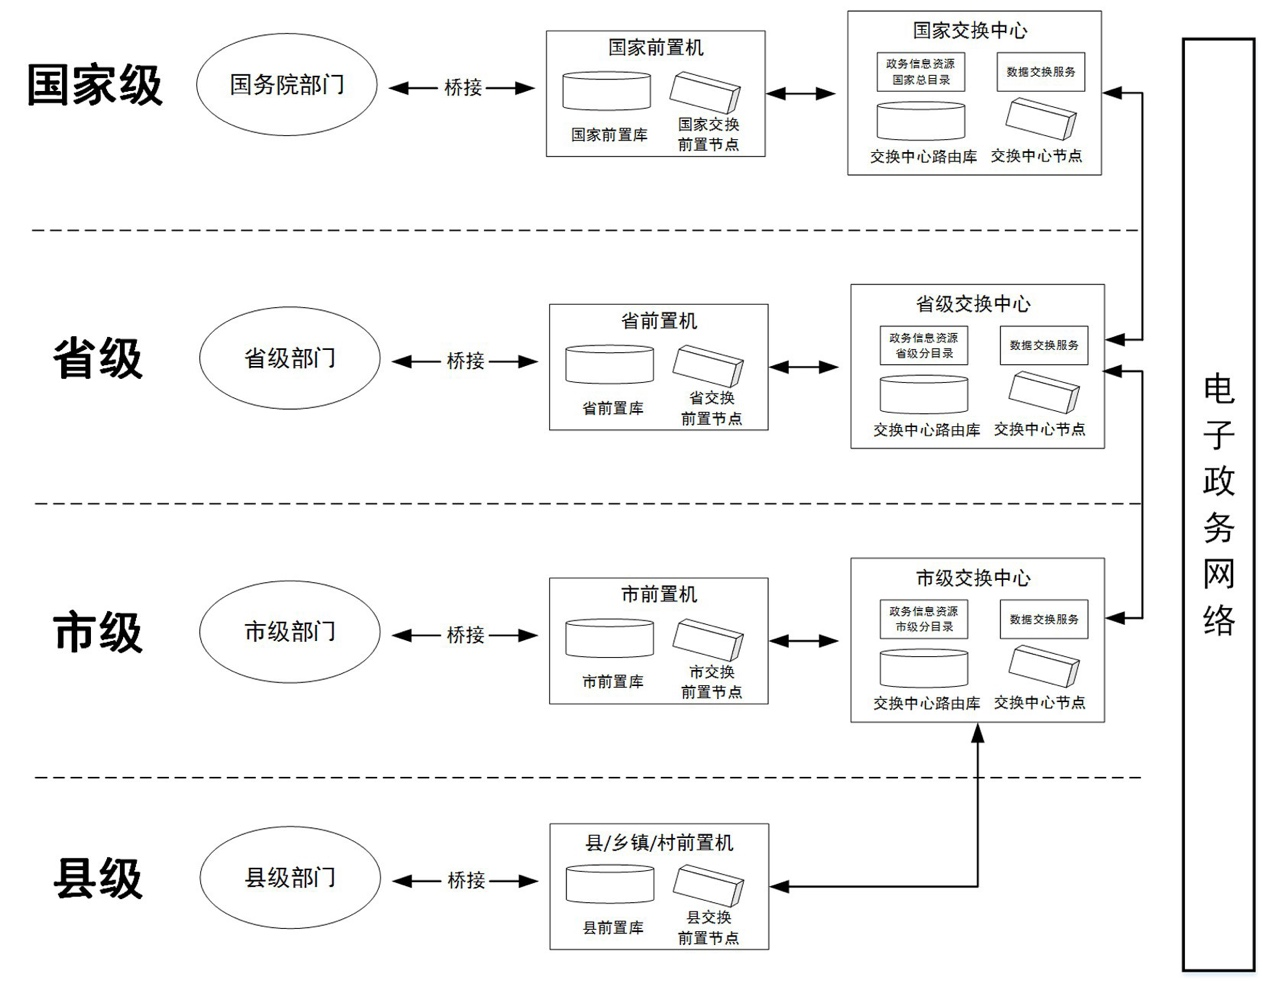 国家级
国务院部门
桥接
国家前置机
国家前置库
国家交换
前置节点
国家交换中心
政务信息资源
国家总目录
数据交换服务
交换中心路由库
交换中心节点
省级
省级部门
桥接
省前置机
省前置库
省交换
前置节点
省级交换中心
政务信息资源
省级分目录
数据交换服务
交换中心路由库
交换中心节点
市级
市级部门
桥接
市前置机
市前置库
市交换
前置节点
市级交换中心
政务信息资源
市级分目录
数据交换服务
交换中心路由库
交换中心节点
县级
县级部门
桥接
县/乡镇/村前置机
县前置库
县交换
前置节点
电子政务网络